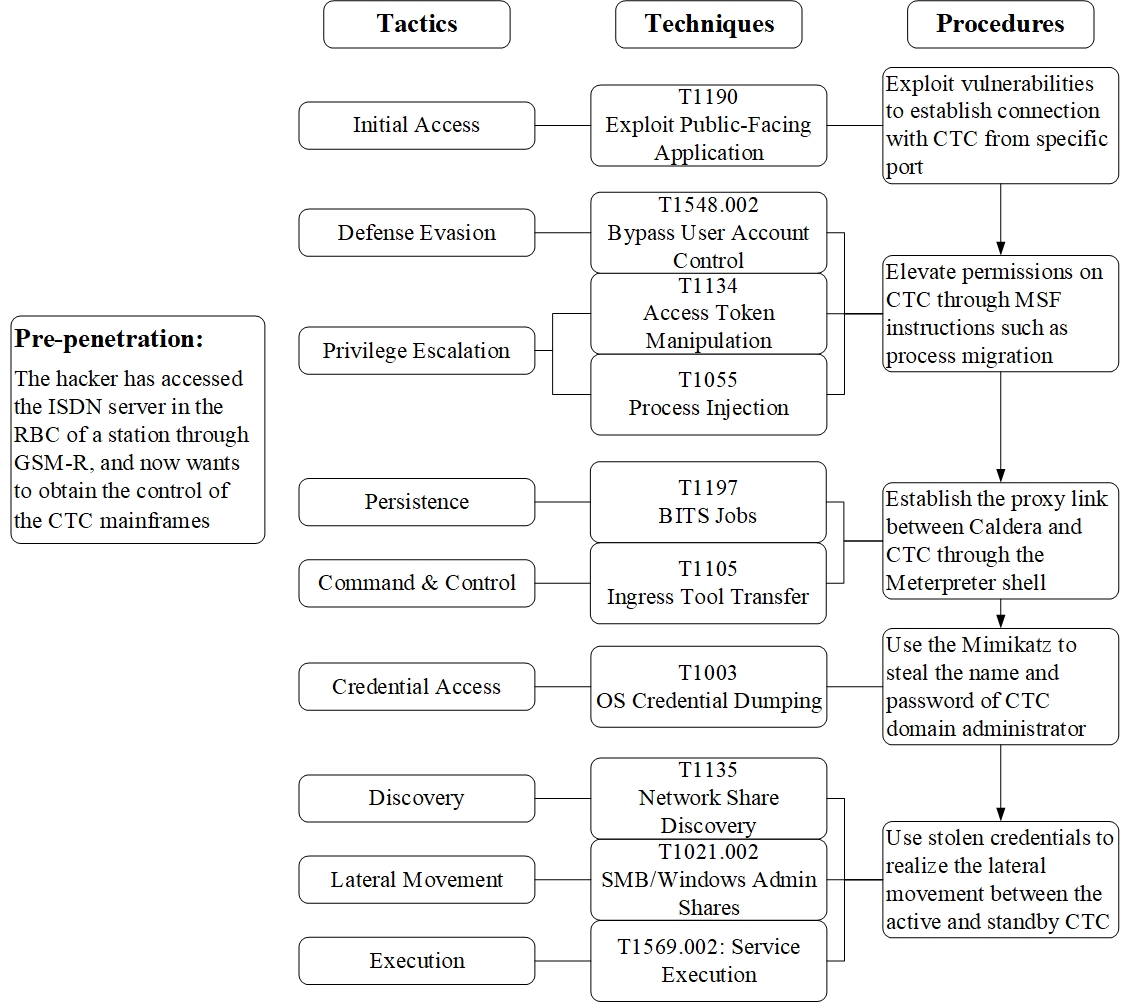 Tactics
Techniques
Procedures
Pre-penetration:
The hacker has accessed
the ISDN server in the
RBC of a station through
GSM-R, and now wants
to obtain the control of
the CTC mainframes
Initial Access
T1190
Exploit Public-Facing
Application
Exploit vulnerabilities
to establish connection
with CTC from specific
port
Defense Evasion
T1548.002
Bypass User Account
Control
Privilege Escalation
T1134
Access Token
Manipulation
T1055
Process Injection
Elevate permissions on
CTC through MSF
instructions such as
process migration
Persistence
T1197
BITS Jobs
Command & Control
T1105
Ingress Tool Transfer
Establish the proxy link
between Caldera and
CTC through the
Meterpreter shell
Credential Access
T1003
OS Credential Dumping
Use the Mimikatz to
steal the name and
password of CTC
domain administrator
Discovery
T1135
Network Share
Discovery
Lateral Movement
T1021.002
SMB/Windows Admin
Shares
Execution
T1569.002: Service
Execution
Use stolen credentials to
realize the lateral
movement between the
active and standby CTC